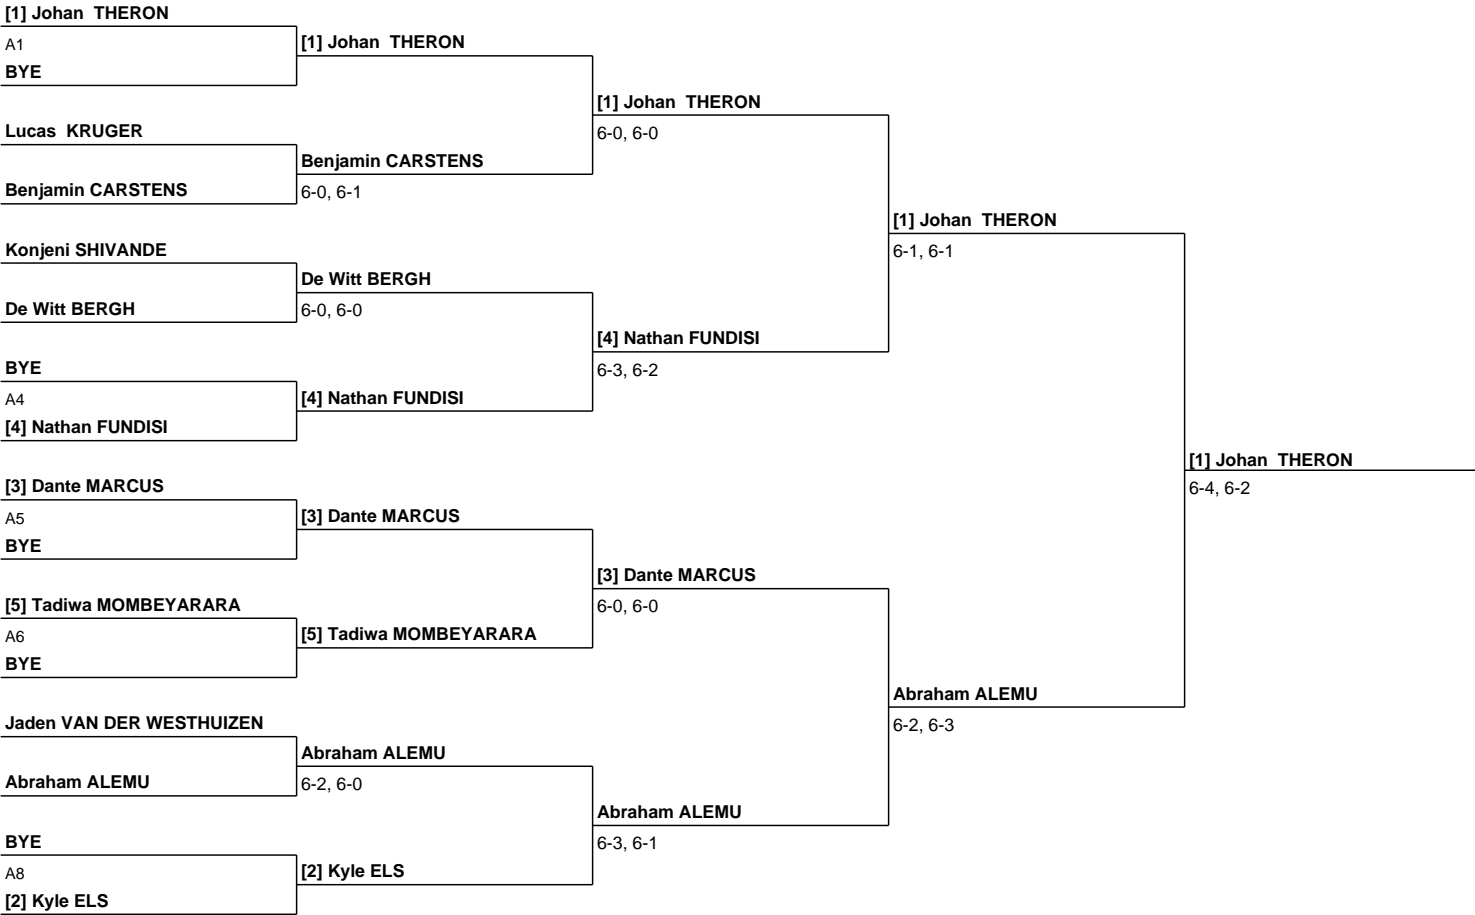 [1] Johan  THERON
A1
BYE
Lucas  KRUGER
Benjamin CARSTENS
Konjeni SHIVANDE
De Witt BERGH
BYE
A4
[4] Nathan FUNDISI
[3] Dante MARCUS
A5
BYE
[5] Tadiwa MOMBEYARARA
A6
BYE
Jaden VAN DER WESTHUIZEN
Abraham ALEMU
BYE
A8
[2] Kyle ELS
[1] Johan  THERON
Benjamin CARSTENS
6-0, 6-1
De Witt BERGH
6-0, 6-0
[4] Nathan FUNDISI
[3] Dante MARCUS
[5] Tadiwa MOMBEYARARA
Abraham ALEMU
6-2, 6-0
[2] Kyle ELS
[1] Johan  THERON
6-0, 6-0
[4] Nathan FUNDISI
6-3, 6-2
[3] Dante MARCUS
6-0, 6-0
Abraham ALEMU
6-3, 6-1
[1] Johan  THERON
6-1, 6-1
Abraham ALEMU
6-2, 6-3
[1] Johan  THERON
6-4, 6-2